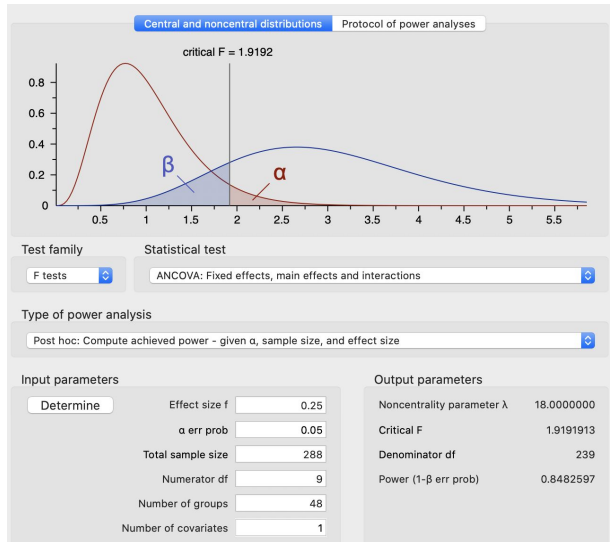 Central and noncentral distributions Protocol of power analyses
critical F = 1.9192
0.8
0.6
0.4
0.2
0
β
α
0.5 1 1.5 2 2.5 3 3.5 4 4.5 5 5.5
Test family Statistical test
F tests ANCOVA: Fixed effects, main effects and interactions
Type of power analysis
Post hoc: Compute achieved power - given α, sample size, and effect size
Input parameters Output parameters
Determine Effect size f 0.25 Noncentrality parameter λ 18.0000000
α err prob 0.05 Critical F 1.9191913
Total sample size 288 Denominator df 239
Numerator df 9 Power (1-β err prob) 0.8482597
Number of groups 48
Number of covariates 1